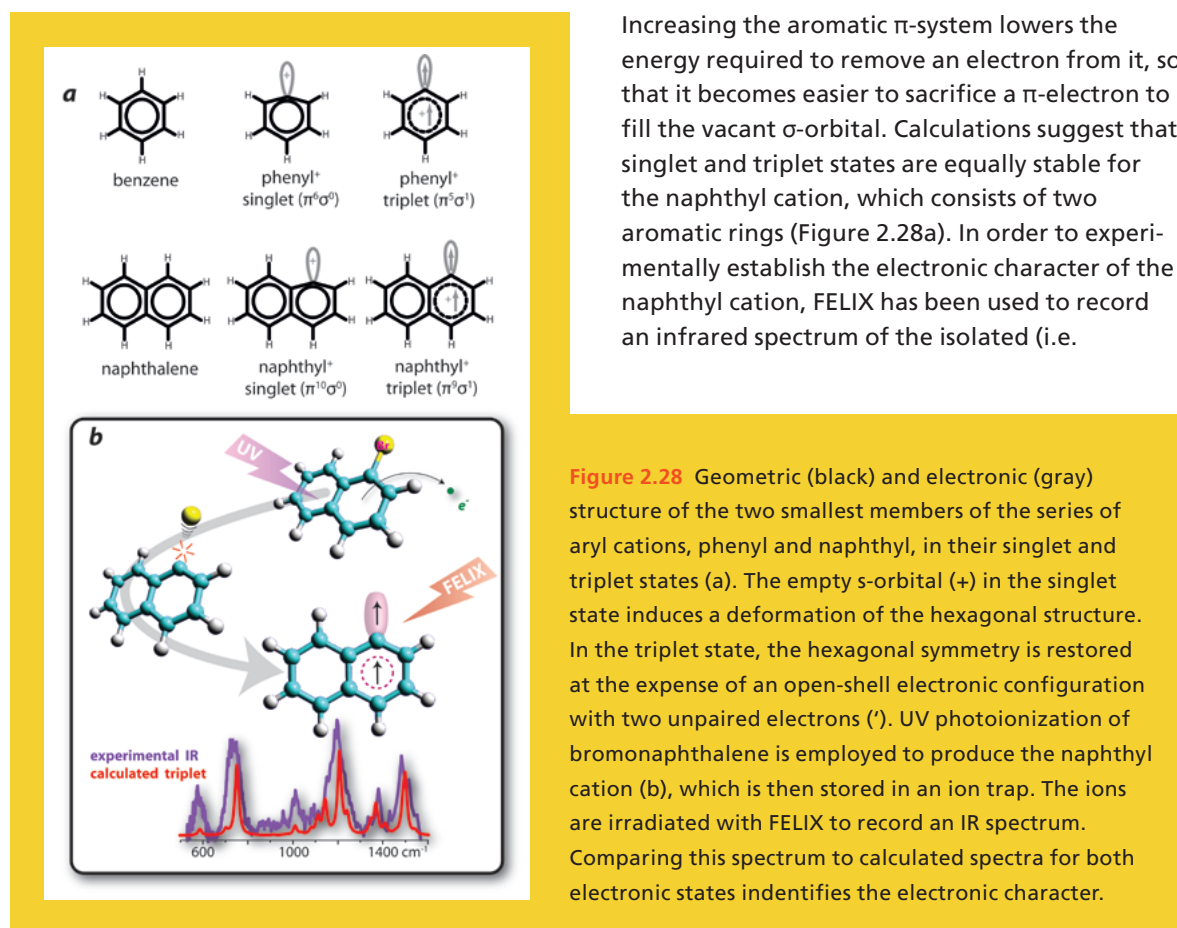 Increasing the aromatic π-system lowers the
energy required to remove an electron from it, so
that it becomes easier to sacrifice a π-electron to
fill the vacant σ-orbital. Calculations suggest that
singlet and triplet states are equally stable for
the naphthyl cation, which consists of two
aromatic rings (Figure 2.28a). In order to experi-
mentally establish the electronic character of the
naphthyl cation, FELIX has been used to record
an infrared spectrum of the isolated (i.e.
a
H H H H H H
benzene
H H H H H +
phenyl⁺
singlet (π⁶σ⁰)
H H H H H +
phenyl⁺
triplet (π⁵σ¹)
H H H H H H H H
naphthalene
H H H H H H H +
naphthyl⁺
singlet (π¹⁰σ⁰)
H H H H H H H +
naphthyl⁺
triplet (π⁹σ¹)
b
UV
Br
e⁻
FELIX
experimental IR
calculated triplet
600 1000 1400 cm⁻¹
Figure 2.28 Geometric (black) and electronic (gray)
structure of the two smallest members of the series of
aryl cations, phenyl and naphthyl, in their singlet and
triplet states (a). The empty s-orbital (+) in the singlet
state induces a deformation of the hexagonal structure.
In the triplet state, the hexagonal symmetry is restored
at the expense of an open-shell electronic configuration
with two unpaired electrons (‘). UV photoionization of
bromonaphthalene is employed to produce the naphthyl
cation (b), which is then stored in an ion trap. The ions
are irradiated with FELIX to record an IR spectrum.
Comparing this spectrum to calculated spectra for both
electronic states indentifies the electronic character.